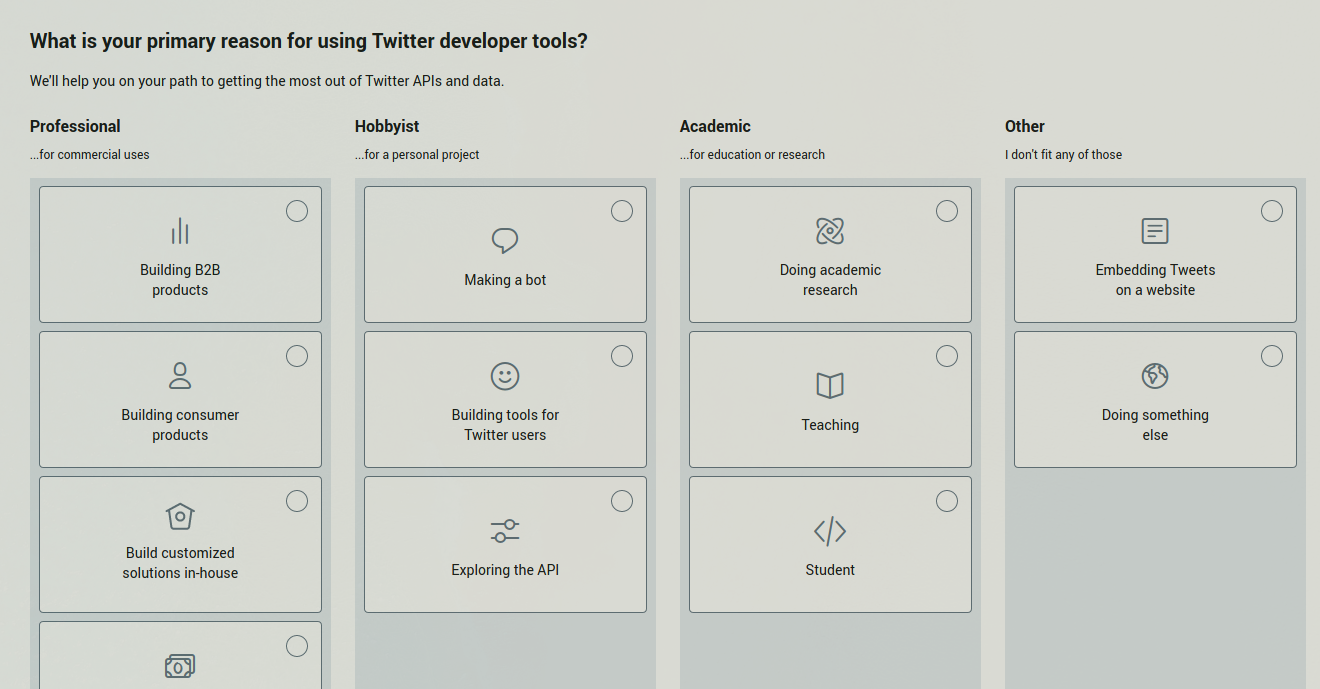 What is your primary reason for using Twitter developer tools?
We'll help you on your path to getting the most out of Twitter APIs and data.
Professional
...for commercial uses
Building B2B
products
Building consumer
products
Build customized
solutions in-house
Hobbyist
...for a personal project
Making a bot
Building tools for
Twitter users
Exploring the API
Academic
...for education or research
Doing academic
research
Teaching
Student
Other
I don't fit any of those
Embedding Tweets
on a website
Doing something
else